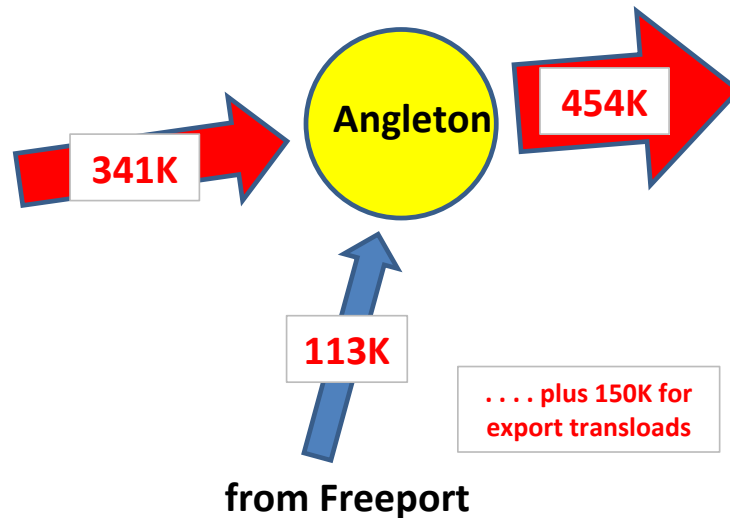 Angleton
454K
341K
113K
. . . . plus 150K for
export transloads
from Freeport